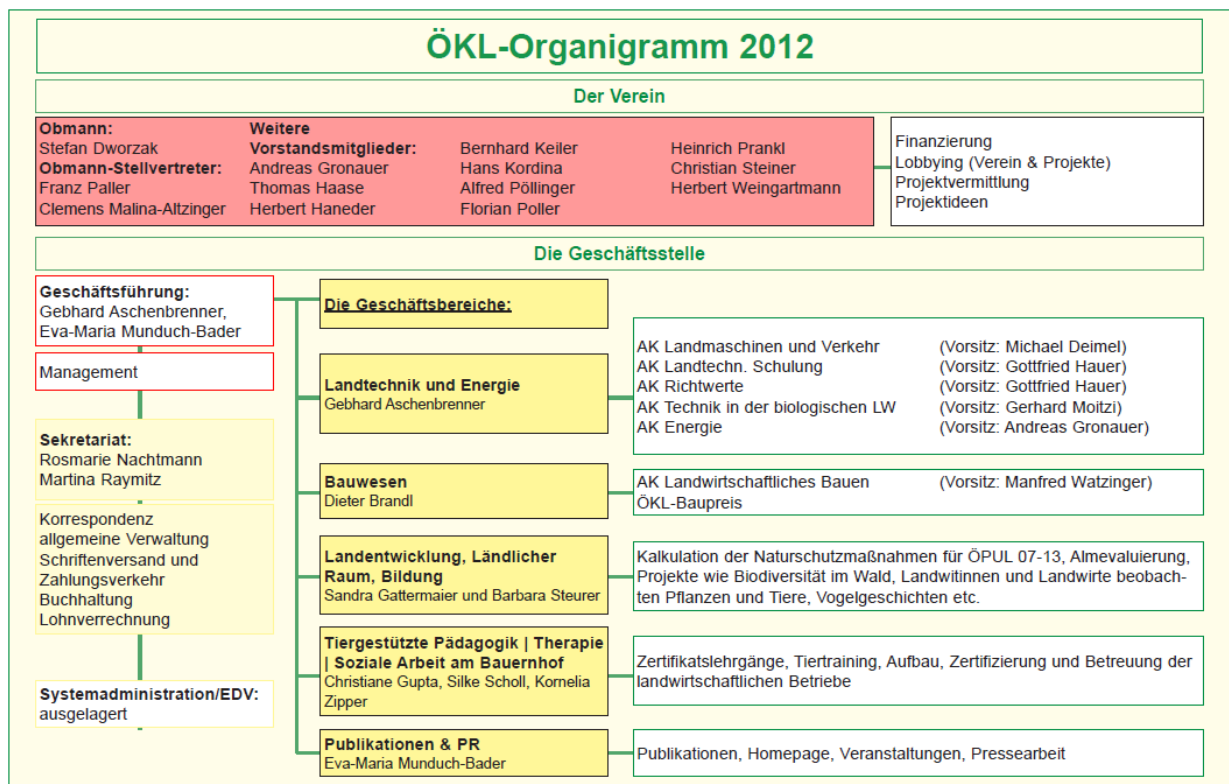 ÖKL-Organigramm 2012
Der Verein
Obmann:
Stefan Dworzak
Obmann-Stellvertreter:
Franz Paller
Clemens Malina-Altzinger
Weitere
Vorstandsmitglieder:
Andreas Gronauer
Thomas Haase
Herbert Haneder
Bernhard Keiler
Hans Kordina
Alfred Pöllinger
Florian Poller
Heinrich Prankl
Christian Steiner
Herbert Weingartmann
Finanzierung
Lobbying (Verein & Projekte)
Projektvermittlung
Projektideen
Die Geschäftsstelle
Geschäftsführung:
Gebhard Aschenbrenner,
Eva-Maria Munduch-Bader
Management
Sekretariat:
Rosmarie Nachtmann
Martina Raymitz
Korrespondenz
allgemeine Verwaltung
Schriftenversand und
Zahlungsverkehr
Buchhaltung
Lohnverrechnung
Systemadministration/EDV:
ausgelagert
Die Geschäftsbereiche:
Landtechnik und Energie
Gebhard Aschenbrenner
AK Landmaschinen und Verkehr (Vorsitz: Michael Deimel)
AK Landtechn. Schulung (Vorsitz: Gottfried Hauer)
AK Richtwerte (Vorsitz: Gottfried Hauer)
AK Technik in der biologischen LW (Vorsitz: Gerhard Moitzi)
AK Energie (Vorsitz: Andreas Gronauer)
Bauwesen
Dieter Brandl
AK Landwirtschaftliches Bauen (Vorsitz: Manfred Watzinger)
ÖKL-Baupreis
Landentwicklung, Ländlicher
Raum, Bildung
Sandra Gattermaier und Barbara Steurer
Kalkulation der Naturschutzmaßnahmen für ÖPUL 07-13, Almevaluierung,
Projekte wie Biodiversität im Wald, Landwitinnen und Landwirte beobach-
ten Pflanzen und Tiere, Vogelgeschichten etc.
Tiergestützte Pädagogik | Therapie
| Soziale Arbeit am Bauernhof
Christiane Gupta, Silke Scholl, Kornelia
Zipper
Zertifikatslehrgänge, Tiertraining, Aufbau, Zertifizierung und Betreuung der
landwirtschaftlichen Betriebe
Publikationen & PR
Eva-Maria Munduch-Bader
Publikationen, Homepage, Veranstaltungen, Pressearbeit